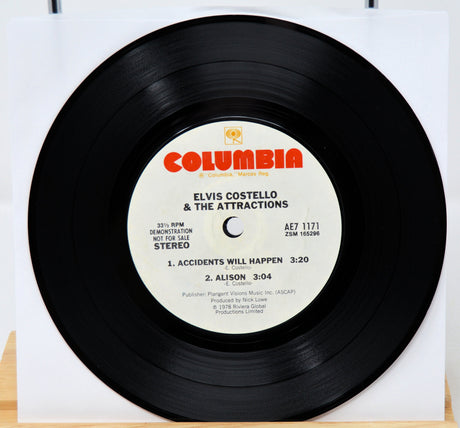 COLUMBIA
® "Columbia," Marcas Reg.
ELVIS COSTELLO
& THE ATTRACTIONS
33⅓ RPM
DEMONSTRATION
NOT FOR SALE
STEREO
AE7 1171
ZSM 165296
1. ACCIDENTS WILL HAPPEN 3:20
E. Costello
2. ALISON 3:04
-E. Costello
Publisher: Plangent Visions Music Inc. (ASCAP)
Produced by Nick Lowe
℗ 1978 Riviera Global
Productions Limited